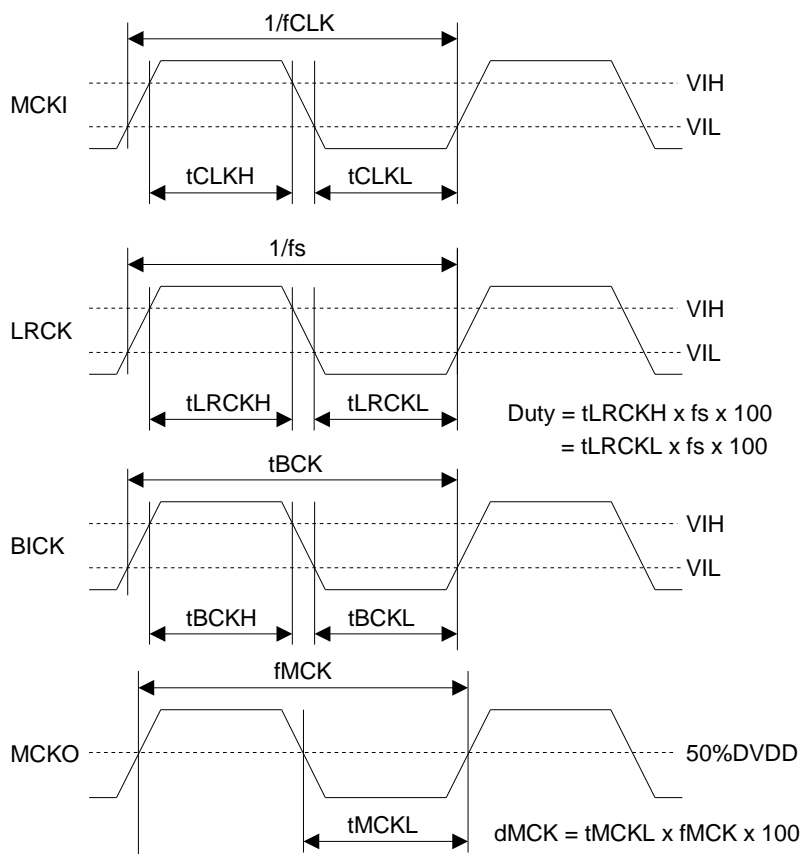 1/fCLK
MCKI
VIH
VIL
tCLKH
tCLKL
1/fs
LRCK
VIH
VIL
tLRCKH
tLRCKL
Duty = tLRCKH x fs x 100
= tLRCKL x fs x 100
tBCK
BICK
VIH
VIL
tBCKH
tBCKL
fMCK
MCKO
50%DVDD
tMCKL
dMCK = tMCKL x fMCK x 100